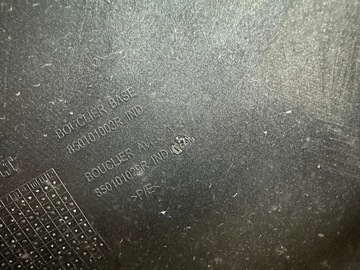 BOUCLIER BASE
850101003R IND
BOUCLIER AV
850101029R IND
>P/E<